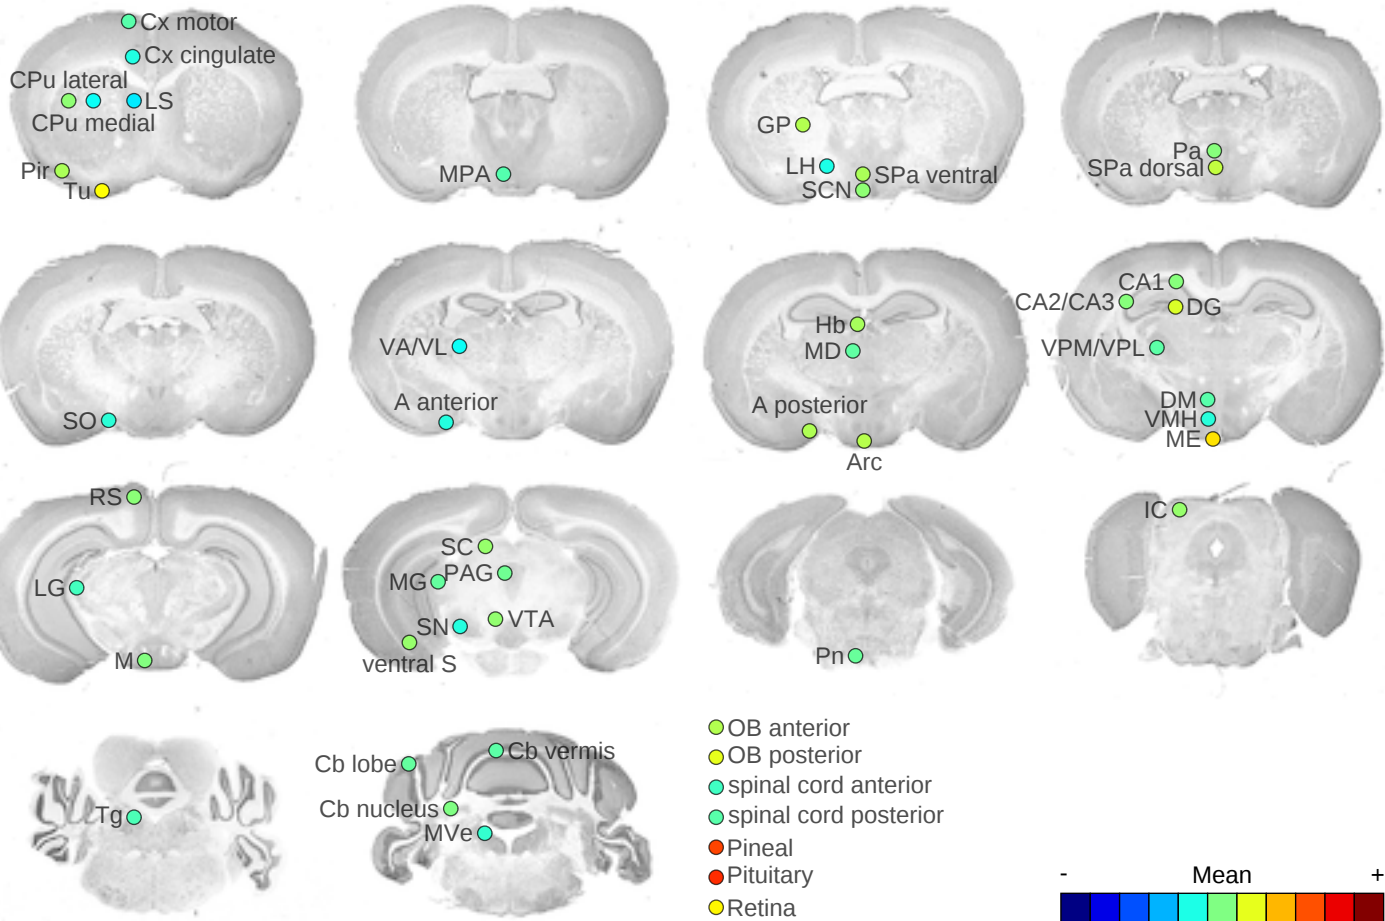 Cx motor
Cx cingulate
CPu lateral
LS
CPu medial
Pir
Tu
MPA
GP
LH
SPa ventral
SCN
Pa
SPa dorsal
SO
VA/VL
A anterior
Hb
MD
A posterior
Arc
CA1
CA2/CA3
DG
VPM/VPL
DM
VMH
ME
RS
LG
M
SC
PAG
MG
VTA
SN
ventral S
Pn
IC
Tg
Cb vermis
Cb lobe
Cb nucleus
MVe
OB anterior
OB posterior
spinal cord anterior
spinal cord posterior
Pineal
Pituitary
Retina
- Mean +